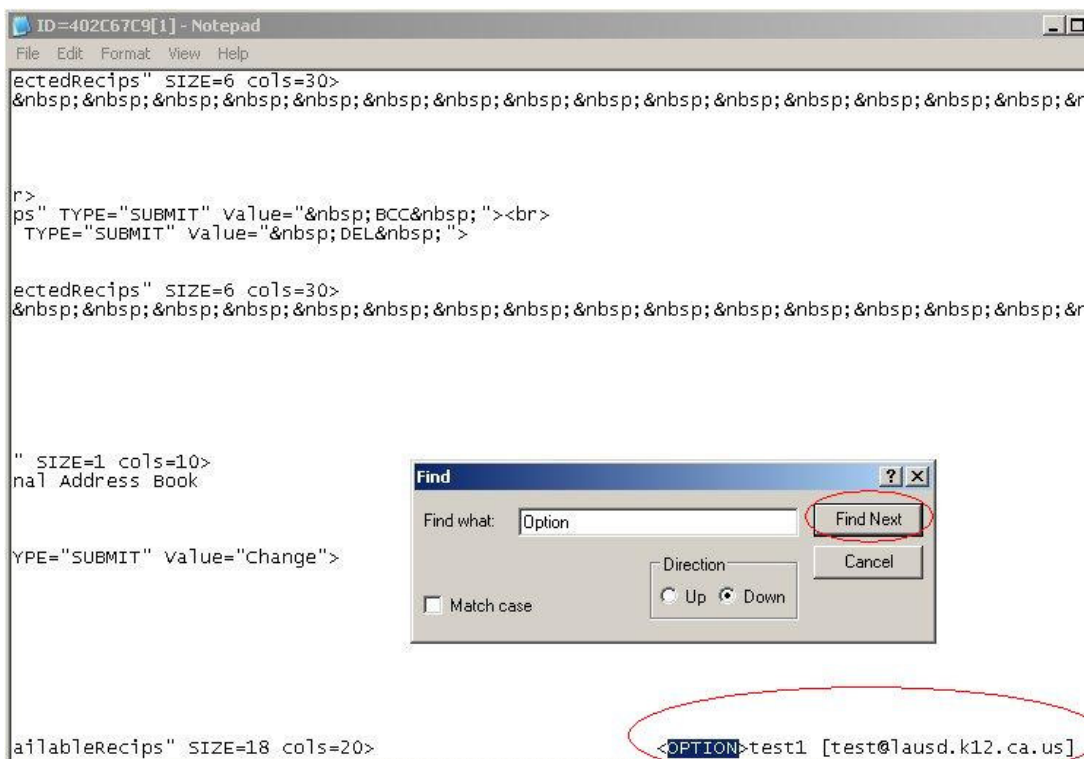 ID=402C67C9[1] - Notepad
File Edit Format View Help
ectedRecips" SIZE=6 cols=30>
&nbsp;&nbsp;&nbsp;&nbsp;&nbsp;&nbsp;&nbsp;&nbsp;&nbsp;&nbsp;&nbsp;&nbsp;&nbsp;&nbsp;&nbsp;&n
r>
ps" TYPE="SUBMIT" Value="&nbsp;BCC&nbsp;"><br>
TYPE="SUBMIT" Value="&nbsp;DEL&nbsp;">
ectedRecips" SIZE=6 cols=30>
&nbsp;&nbsp;&nbsp;&nbsp;&nbsp;&nbsp;&nbsp;&nbsp;&nbsp;&nbsp;&nbsp;&nbsp;&nbsp;&nbsp;&nbsp;&n
" SIZE=1 cols=10>
nal Address Book
YPE="SUBMIT" Value="Change">
Find
Find what: Option Find Next
Direction Cancel
Up Down
Match case
ailableRecips" SIZE=18 cols=20> <OPTION>test1 [test@lausd.k12.ca.us]